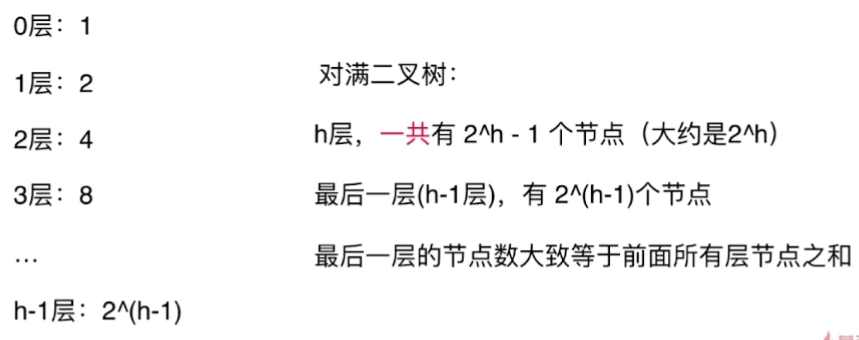 0层：1
1层：2
2层：4
3层：8
…
h-1层：2^(h-1)
对满二叉树：
h层，一共有 2^h - 1 个节点（大约是2^h）
最后一层(h-1层)，有 2^(h-1)个节点
最后一层的节点数大致等于前面所有层节点之和